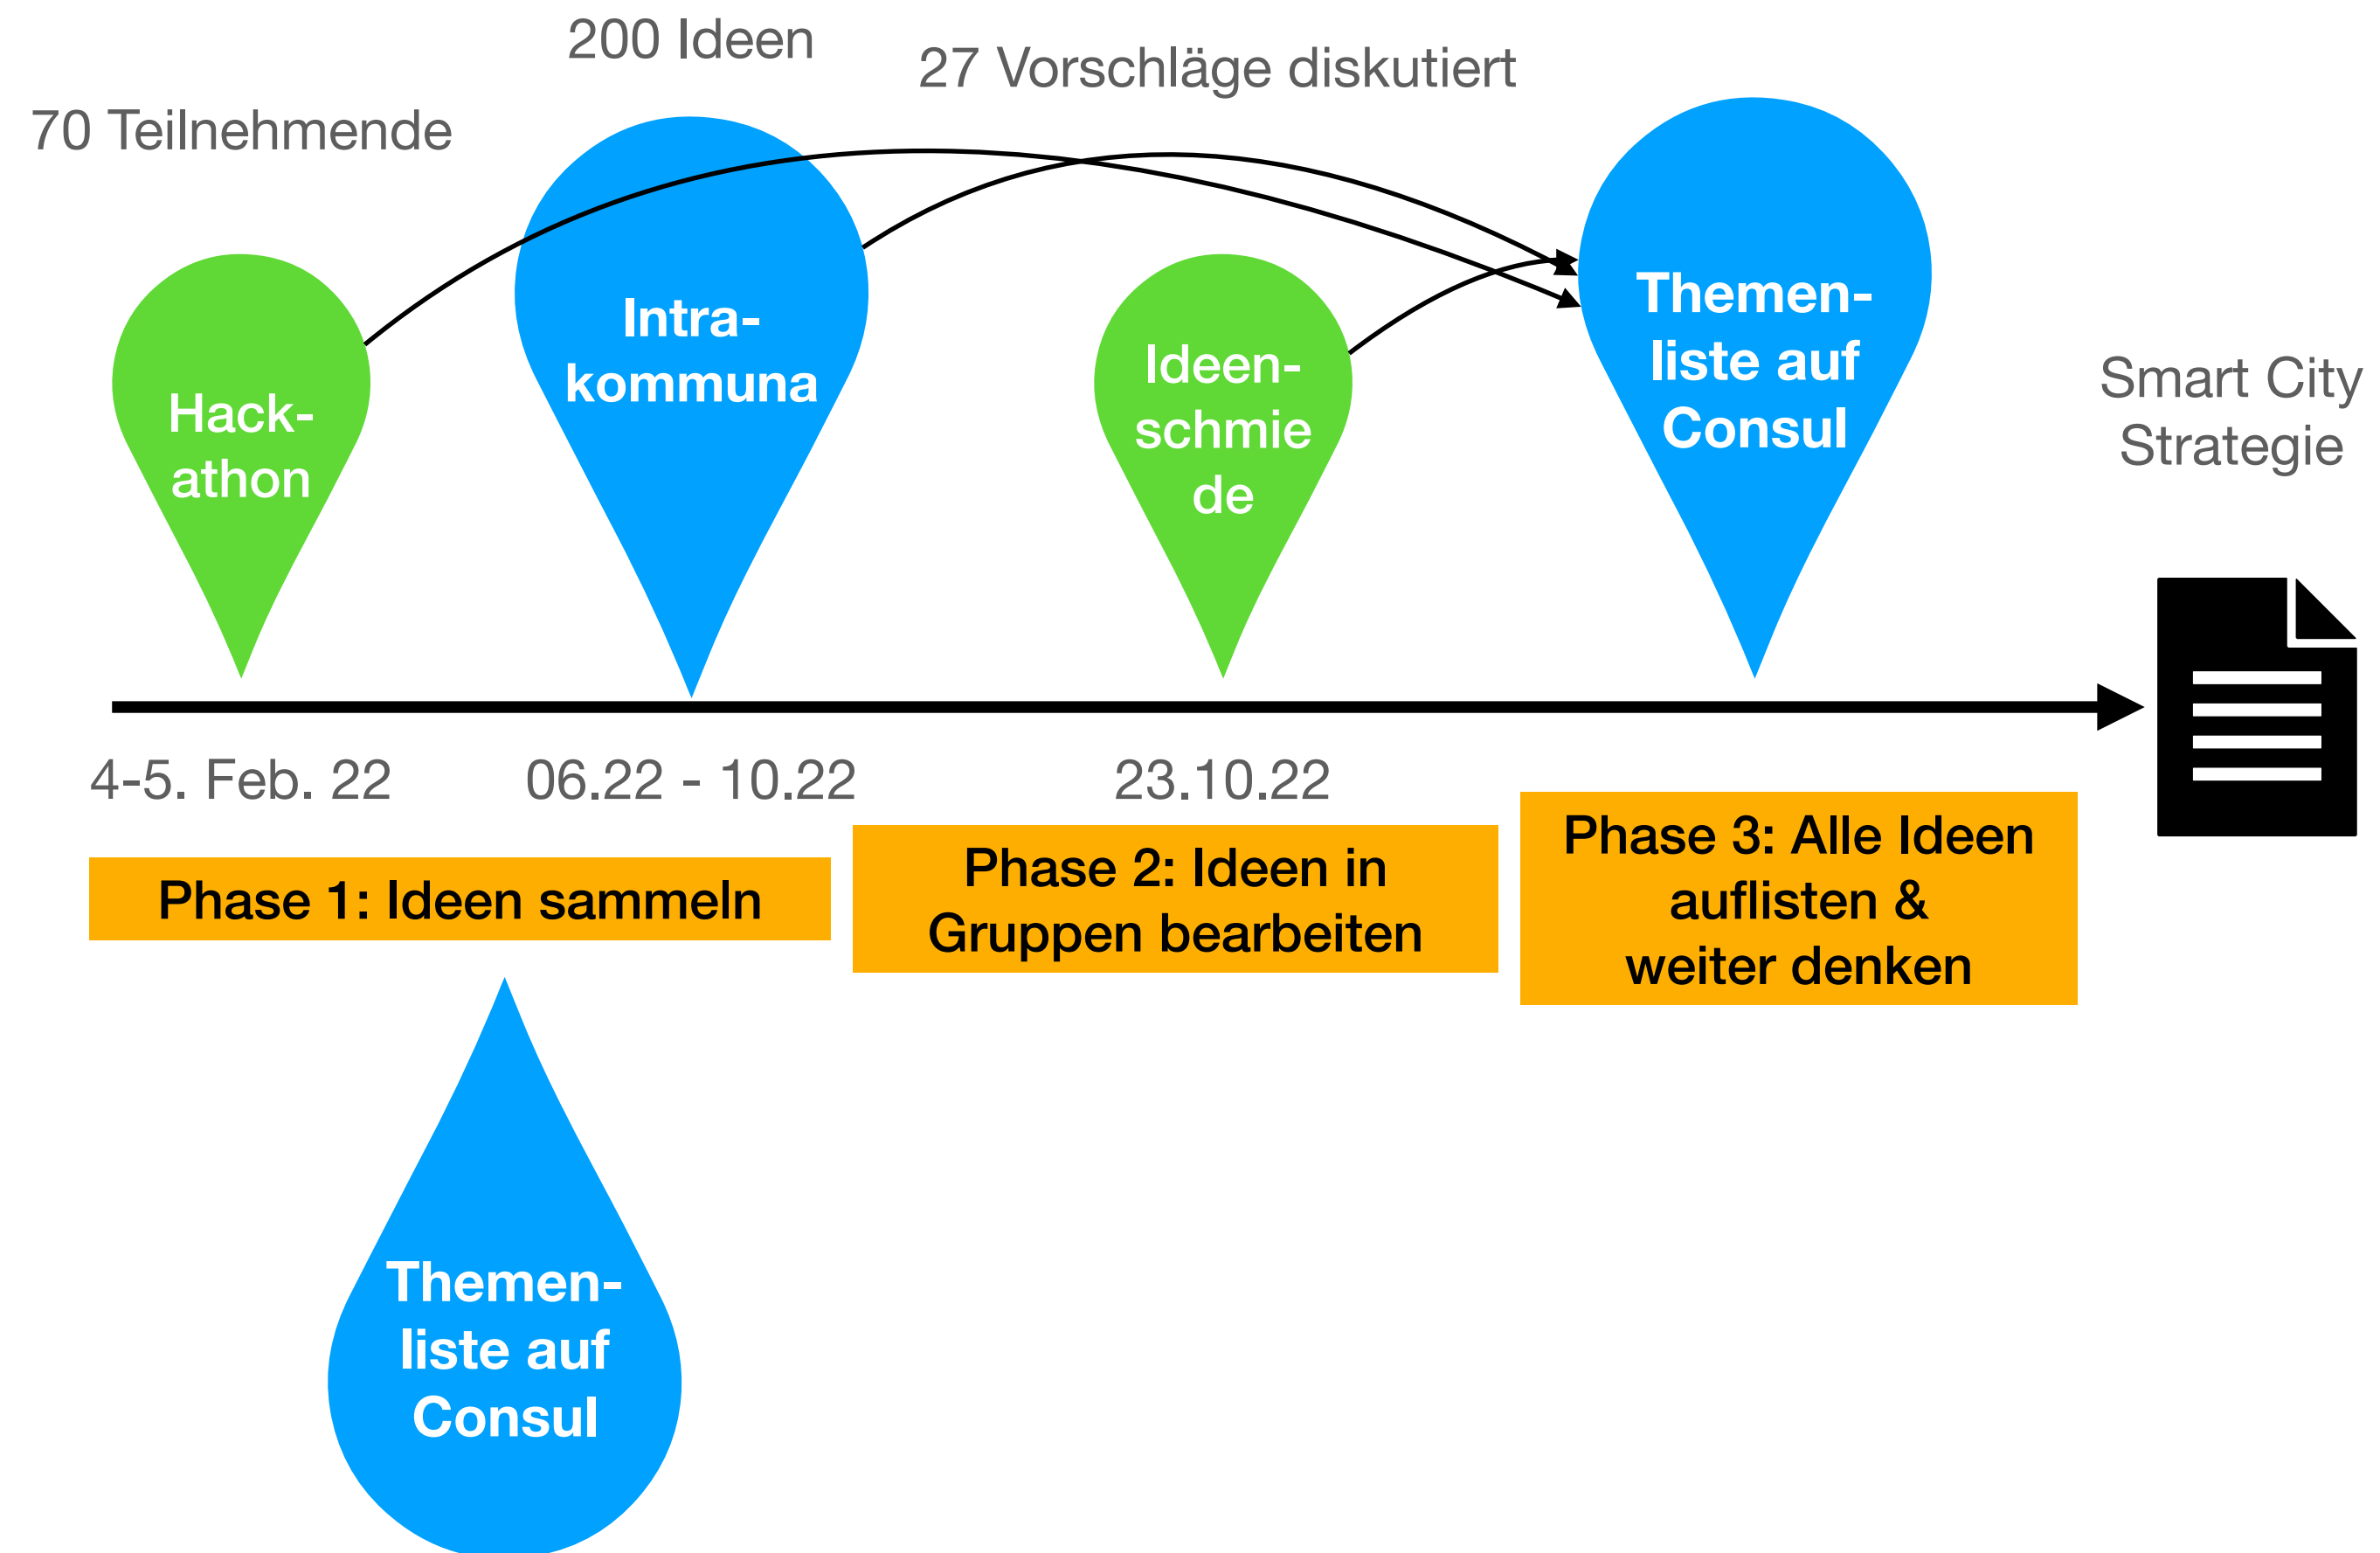 200 Ideen
27 Vorschläge diskutiert
70 Teilnehmende
Hack-
athon
Intra-
kommuna
Ideen-
schmie
de
Themen-
liste auf
Consul
Smart City
Strategie
4-5. Feb. 22
06.22 - 10.22
23.10.22
Phase 1: Ideen sammeln
Phase 2: Ideen in
Gruppen bearbeiten
Phase 3: Alle Ideen
auflisten &
weiter denken
Themen-
liste auf
Consul